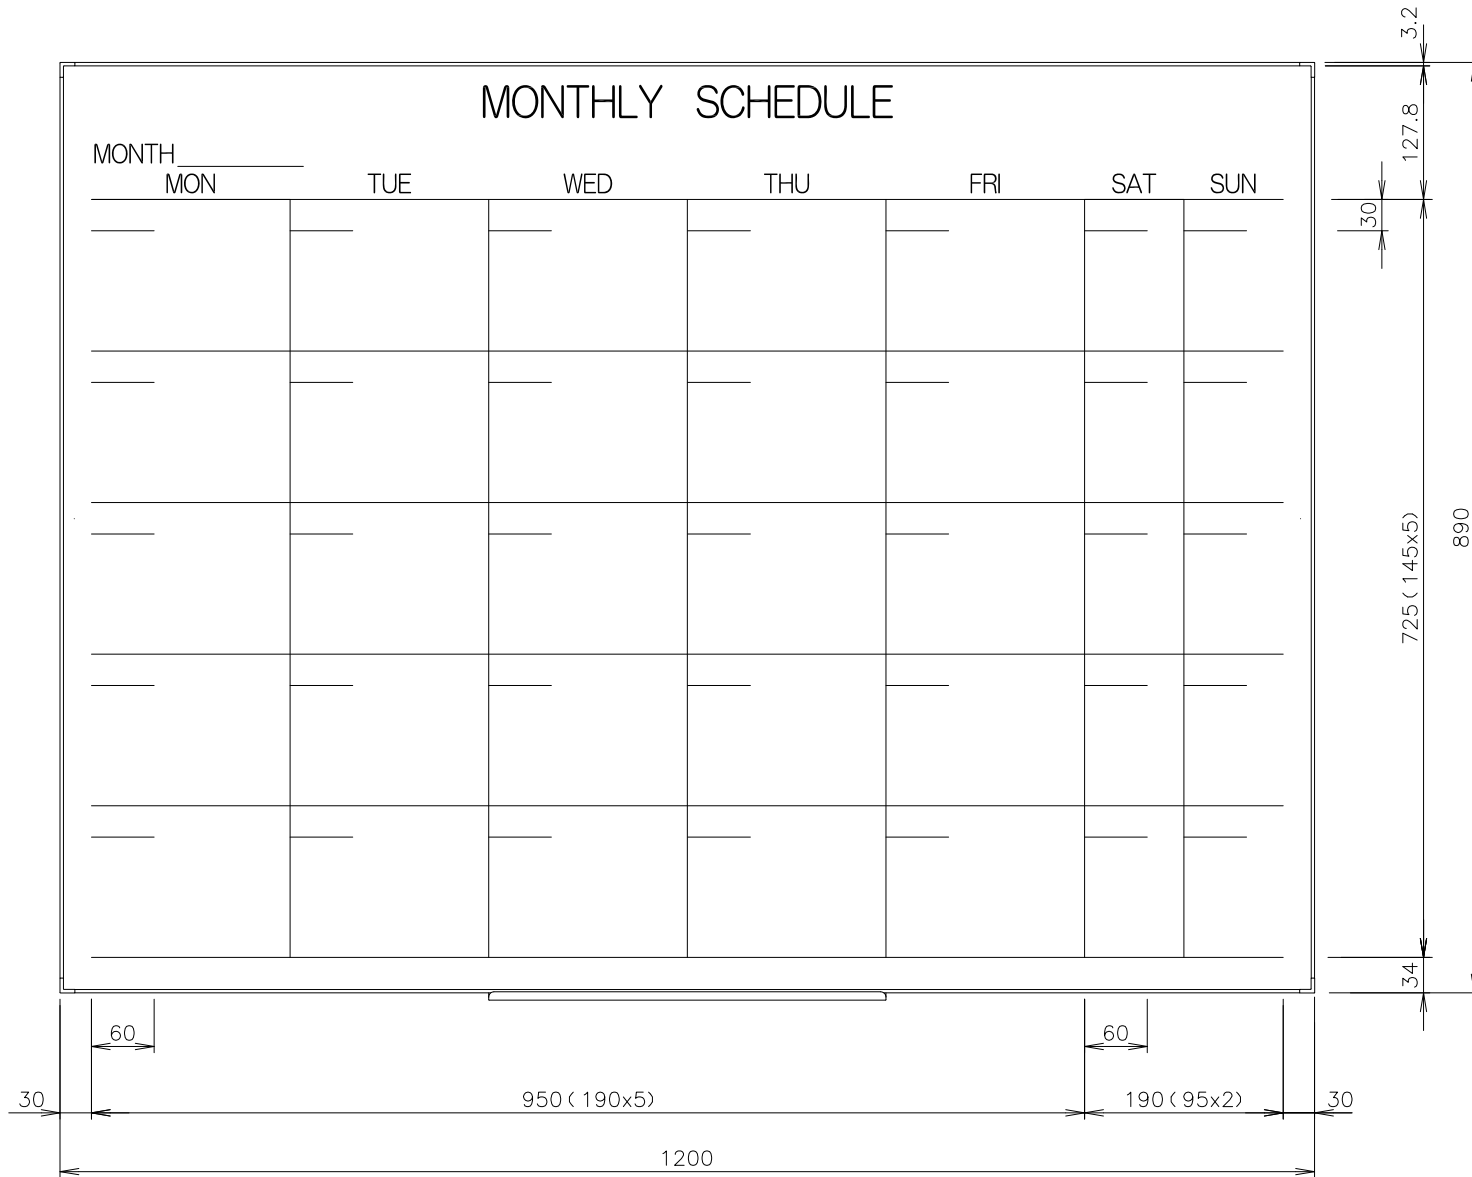 3.2
MONTHLY SCHEDULE
127.8
MONTH
MON TUE WED THU FRI SAT SUN
30
725(145x5)
890
34
60 60
30 950(190x5) 190(95x2) 30
1200